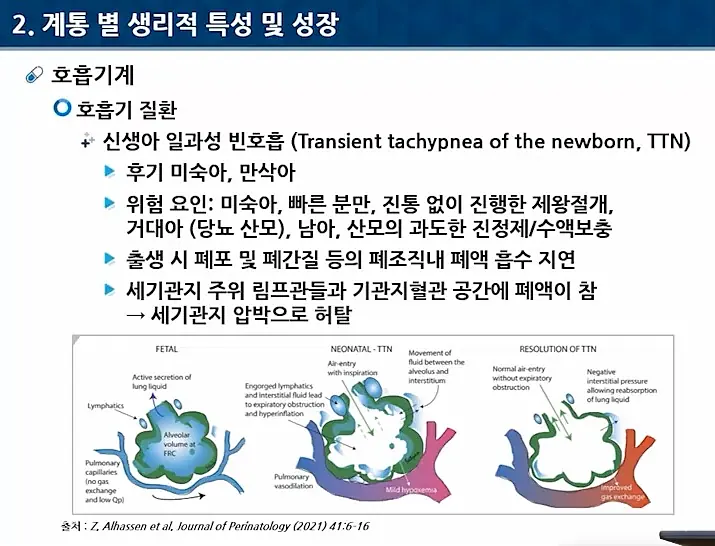 2. 계통 별 생리적 특성 및 성장
호흡기계
호흡기 질환
신생아 일과성 빈호흡 (Transient tachypnea of the newborn, TTN)
후기 미숙아, 만삭아
위험 요인: 미숙아, 빠른 분만, 진통 없이 진행한 제왕절개,
거대아 (당뇨 산모), 남아, 산모의 과도한 진정제/수액보충
출생 시 폐포 및 폐간질 등의 폐조직내 폐액 흡수 지연
세기관지 주위 림프관들과 기관지혈관 공간에 폐액이 참
→ 세기관지 압박으로 허탈
FETAL
Active secretion of
lung liquid
Lymphatics
Alveolar
volume at
FRC
Pulmonary
capillaries
(no gas
exchange
and low Qp)
NEONATAL - TTN
Air-entry
with inspiration
Movement of
fluid between the
alveolus and
interstitium
Engorged lymphatics
and interstitial fluid lead
to expiratory obstruction
and hyperinflation
Pulmonary
vasodilation
Mild hypoxemia
RESOLUTION OF TTN
Normal air-entry
without expiratory
obstruction
Negative
interstitial pressure
allowing reabsorption
of lung liquid
Improved
gas exchange
출처 : Z, Alhassen et al, Journal of Perinatology (2021) 41:6-16